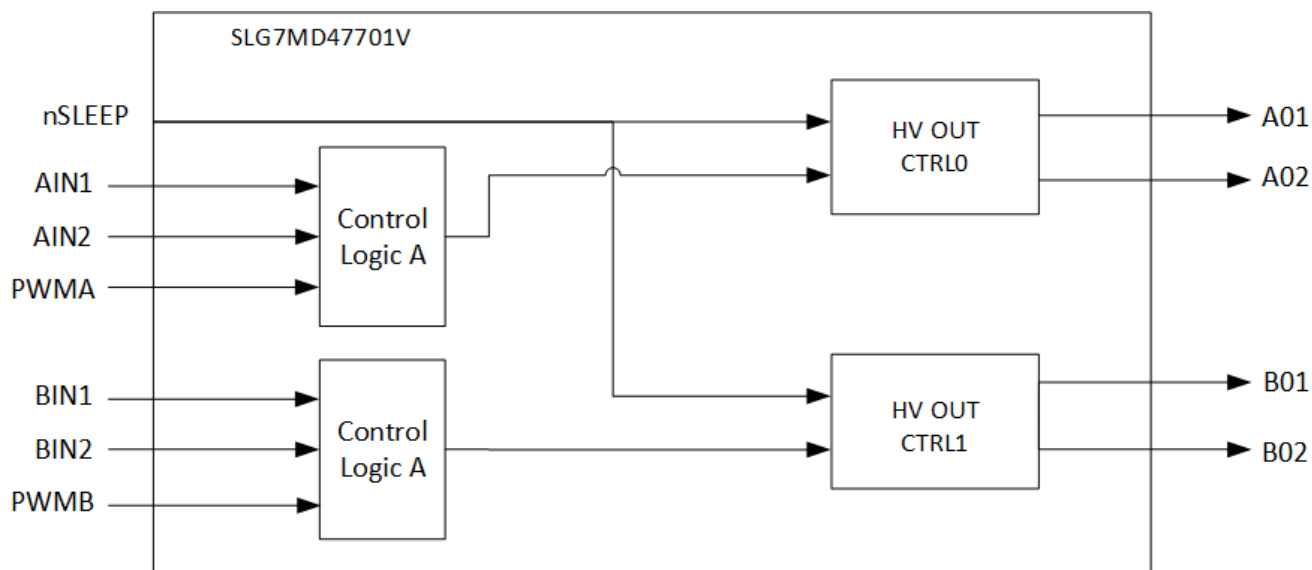 SLG7MD47701V
nSLEEP
AIN1
AIN2
PWMA
Control
Logic A
HV OUT
CTRL0
A01
A02
BIN1
BIN2
PWMB
Control
Logic A
HV OUT
CTRL1
B01
B02